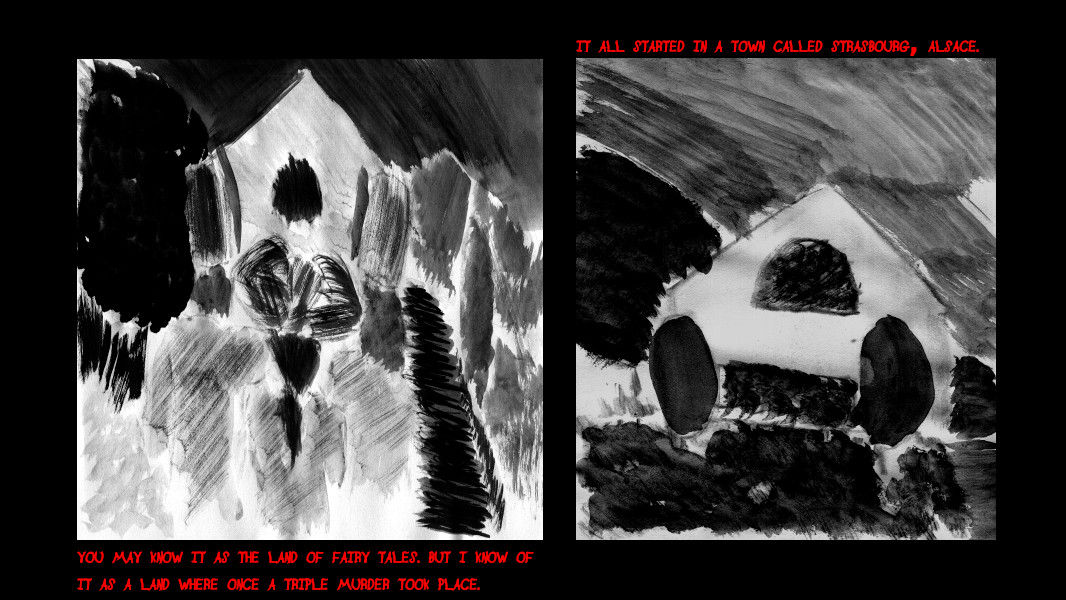 IT ALL STARTED IN A TOWN CALLED STRASBOURG, ALSACE.
YOU MAY KNOW IT AS THE LAND OF FAIRY TALES. BUT I KNOW OF
IT AS A LAND WHERE ONCE A TRIPLE MURDER TOOK PLACE.